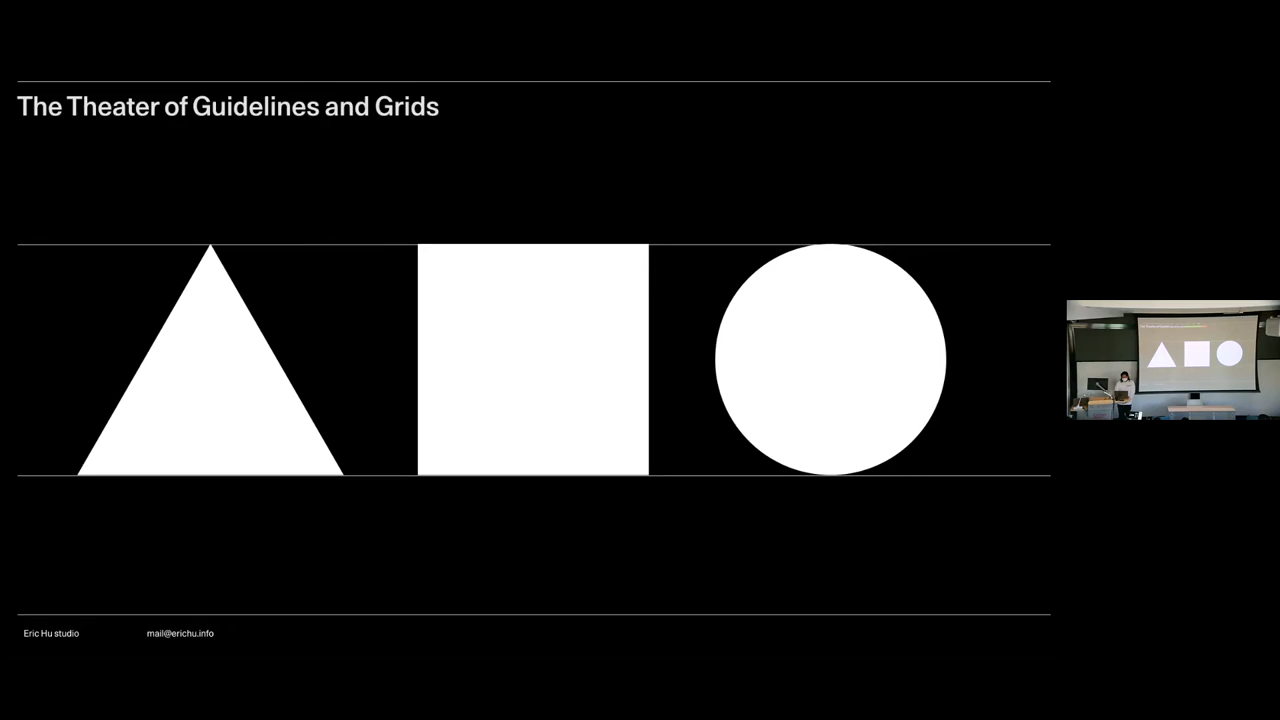 The Theater of Guidelines and Grids
Eric Hu studio
mail@erichu.info